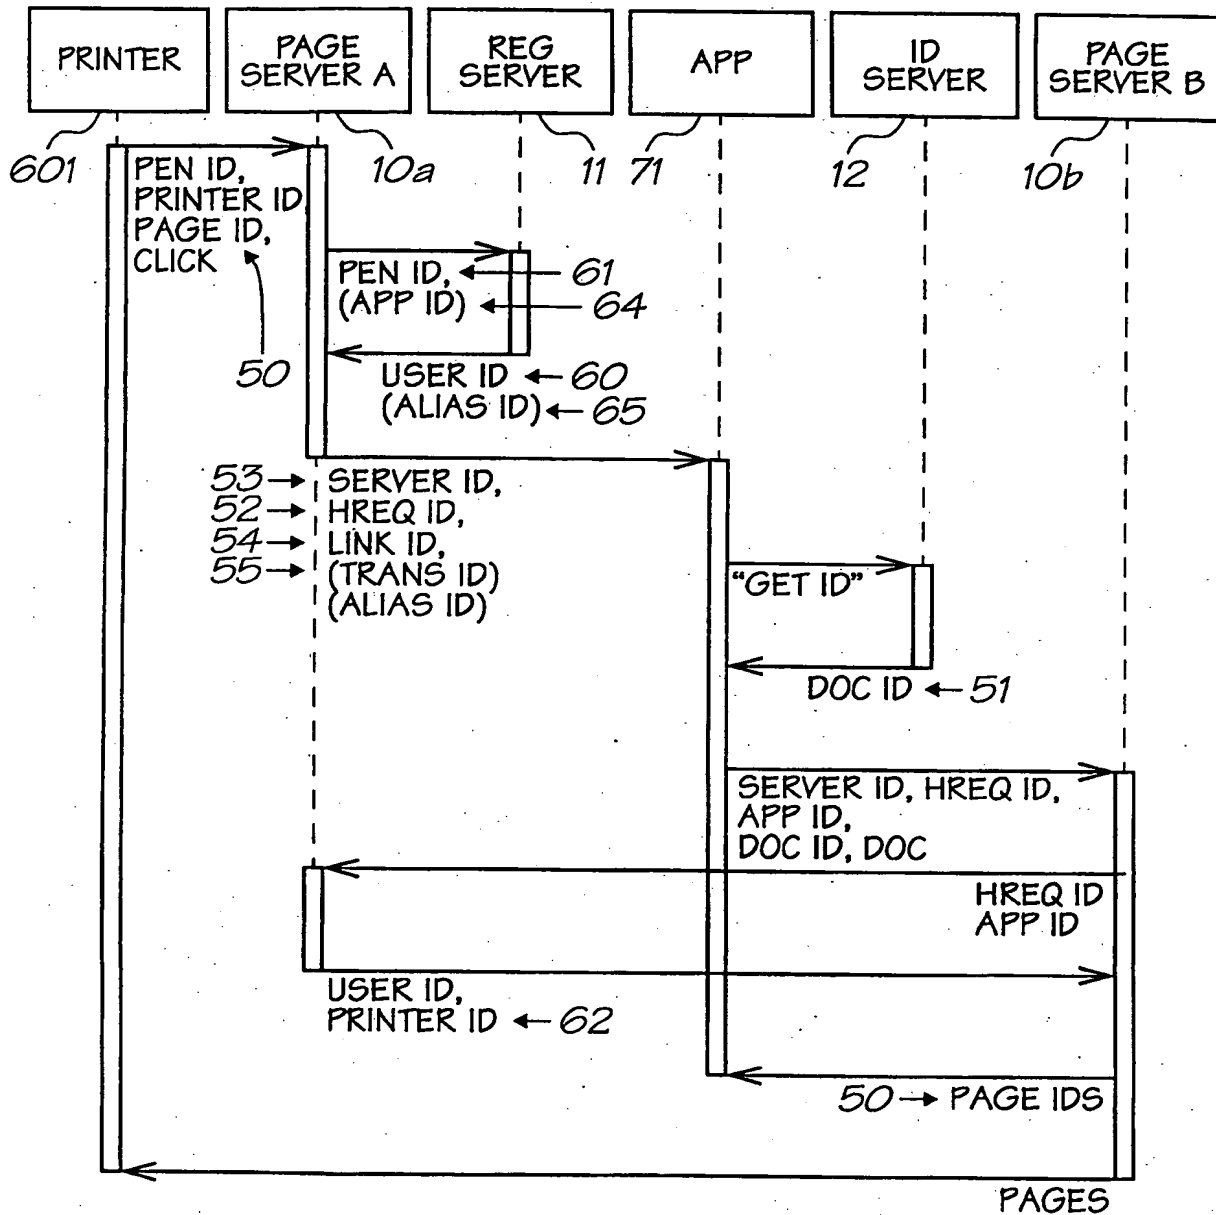 PRINTER
PAGE
SERVER A
REG
SERVER
APP
ID
SERVER
PAGE
SERVER B
601
10a
11
71
12
10b
PEN ID,
PRINTER ID
PAGE ID,
CLICK
50
PEN ID, 61
(APP ID) 64
USER ID 60
(ALIAS ID) 65
53 SERVER ID,
52 HREQ ID,
54 LINK ID,
55 (TRANS ID)
(ALIAS ID)
“GET ID”
DOC ID 51
SERVER ID, HREQ ID,
APP ID,
DOC ID, DOC
HREQ ID
APP ID
USER ID,
PRINTER ID 62
50 PAGE IDS
PAGES